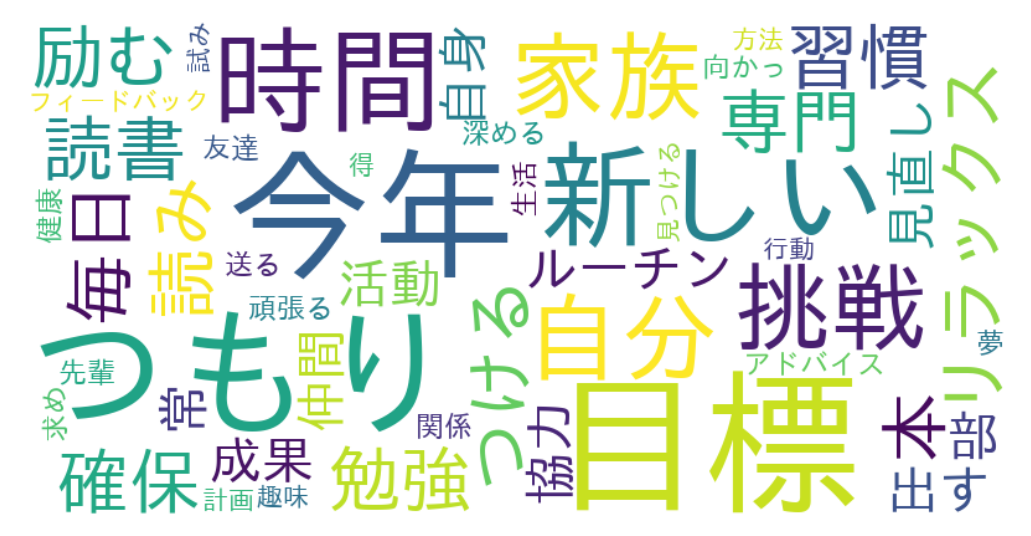 励む
試み
時間
自身
家族
方法
向かっ
習慣
フィードバック
読書
友達
深める
専門
見直し
リラックス
得
今年
生活
新しい
見つける
健康
毎日
読み
送る
活動
ルーチン
行動
頑張る
つもり
つける
自分
挑戦
夢
先輩
仲間
アドバイス
求め
常
関係
目標
本
部
確保
成果
勉強
協力
出す
計画
趣味